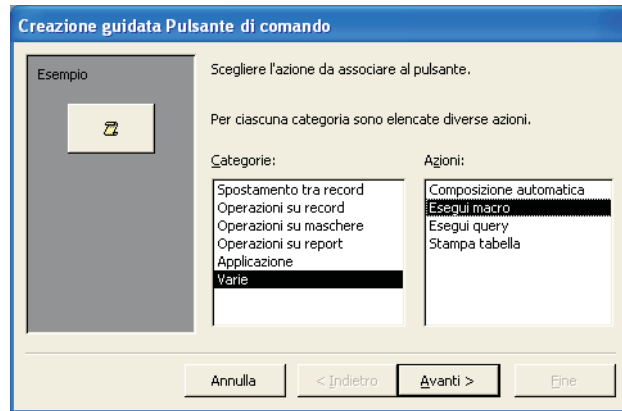 Creazione guidata Pulsante di comando
Esempio
Scegliere l'azione da associare al pulsante.
Per ciascuna categoria sono elencate diverse azioni.
Categorie:
Spostamento tra record
Operazioni su record
Operazioni su maschere
Operazioni su report
Applicazione
Varie
Azioni:
Composizione automatica
Esegui macro
Esegui query
Stampa tabella
Annulla
< Indietro
Avanti >
Fine